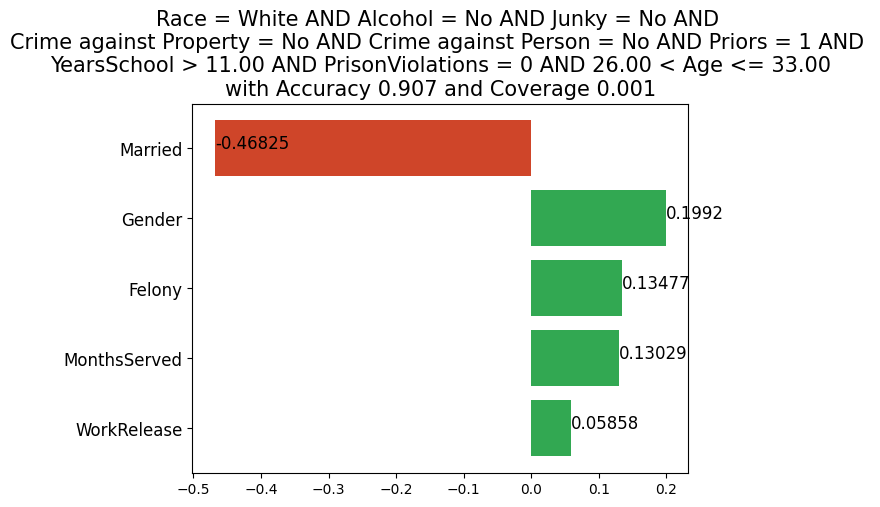 Race = White AND Alcohol = No AND Junky = No AND
Crime against Property = No AND Crime against Person = No AND Priors = 1 AND
YearsSchool > 11.00 AND PrisonViolations = 0 AND 26.00 < Age <= 33.00
with Accuracy 0.907 and Coverage 0.001
Married -0.46825
Gender 0.1992
Felony 0.13477
MonthsServed 0.13029
WorkRelease 0.05858
−0.5 −0.4 −0.3 −0.2 −0.1 0.0 0.1 0.2